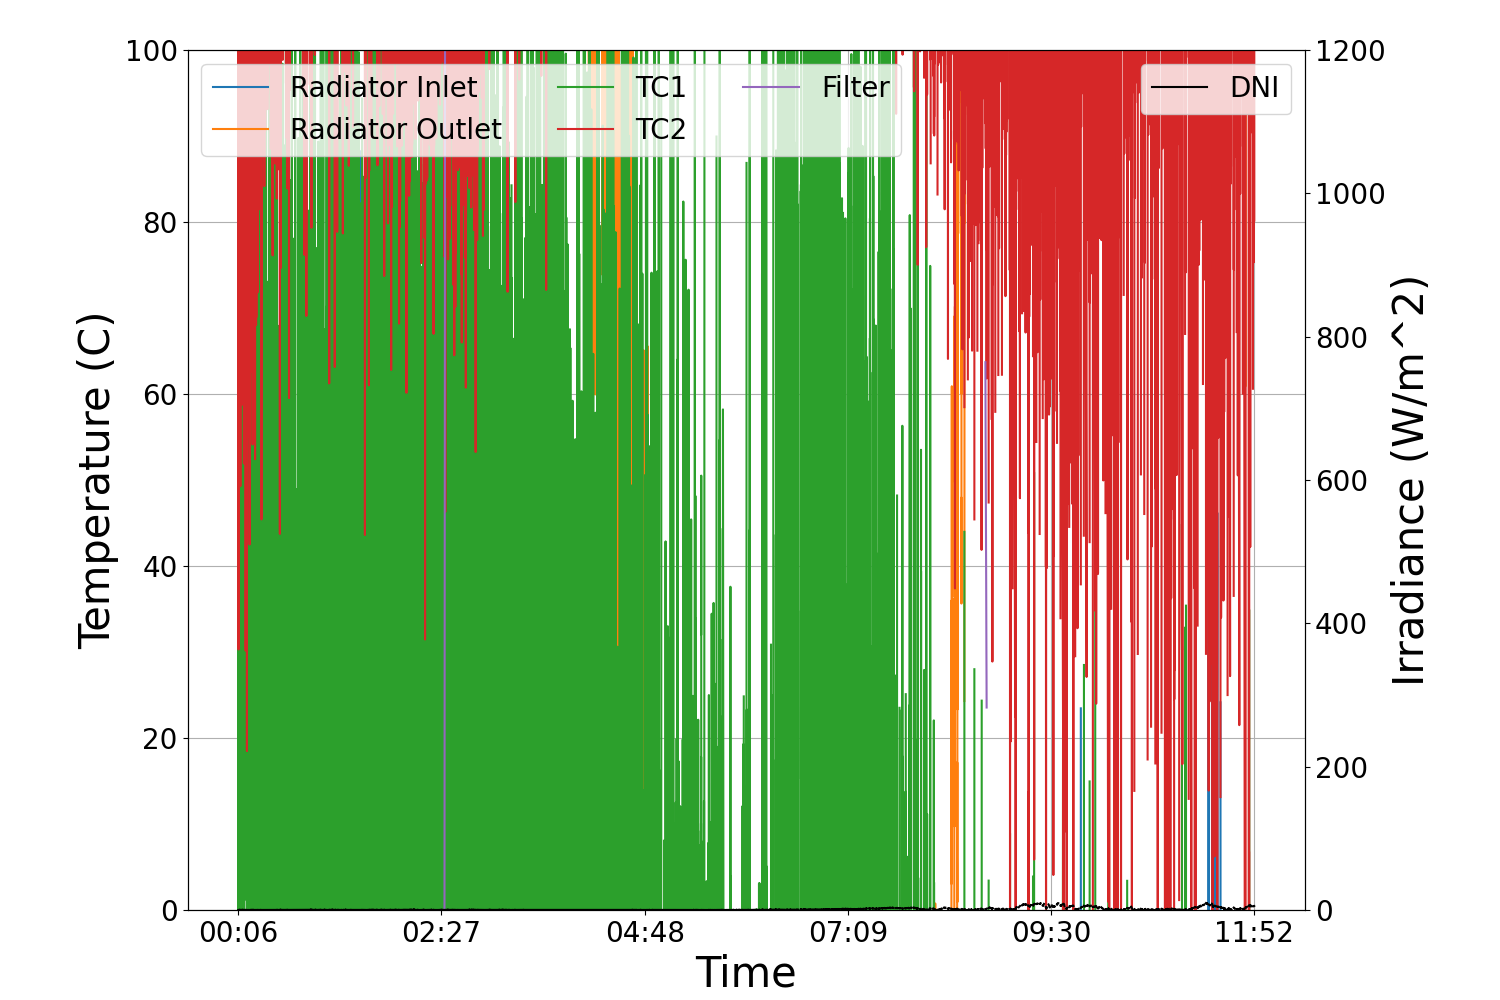 Radiator Inlet
Radiator Outlet
TC1
TC2
Filter
DNI
Temperature (C)
100
80
60
40
20
0
Irradiance (W/m^2)
1200
1000
800
600
400
200
0
00:06 02:27 04:48 07:09 09:30 11:52
Time